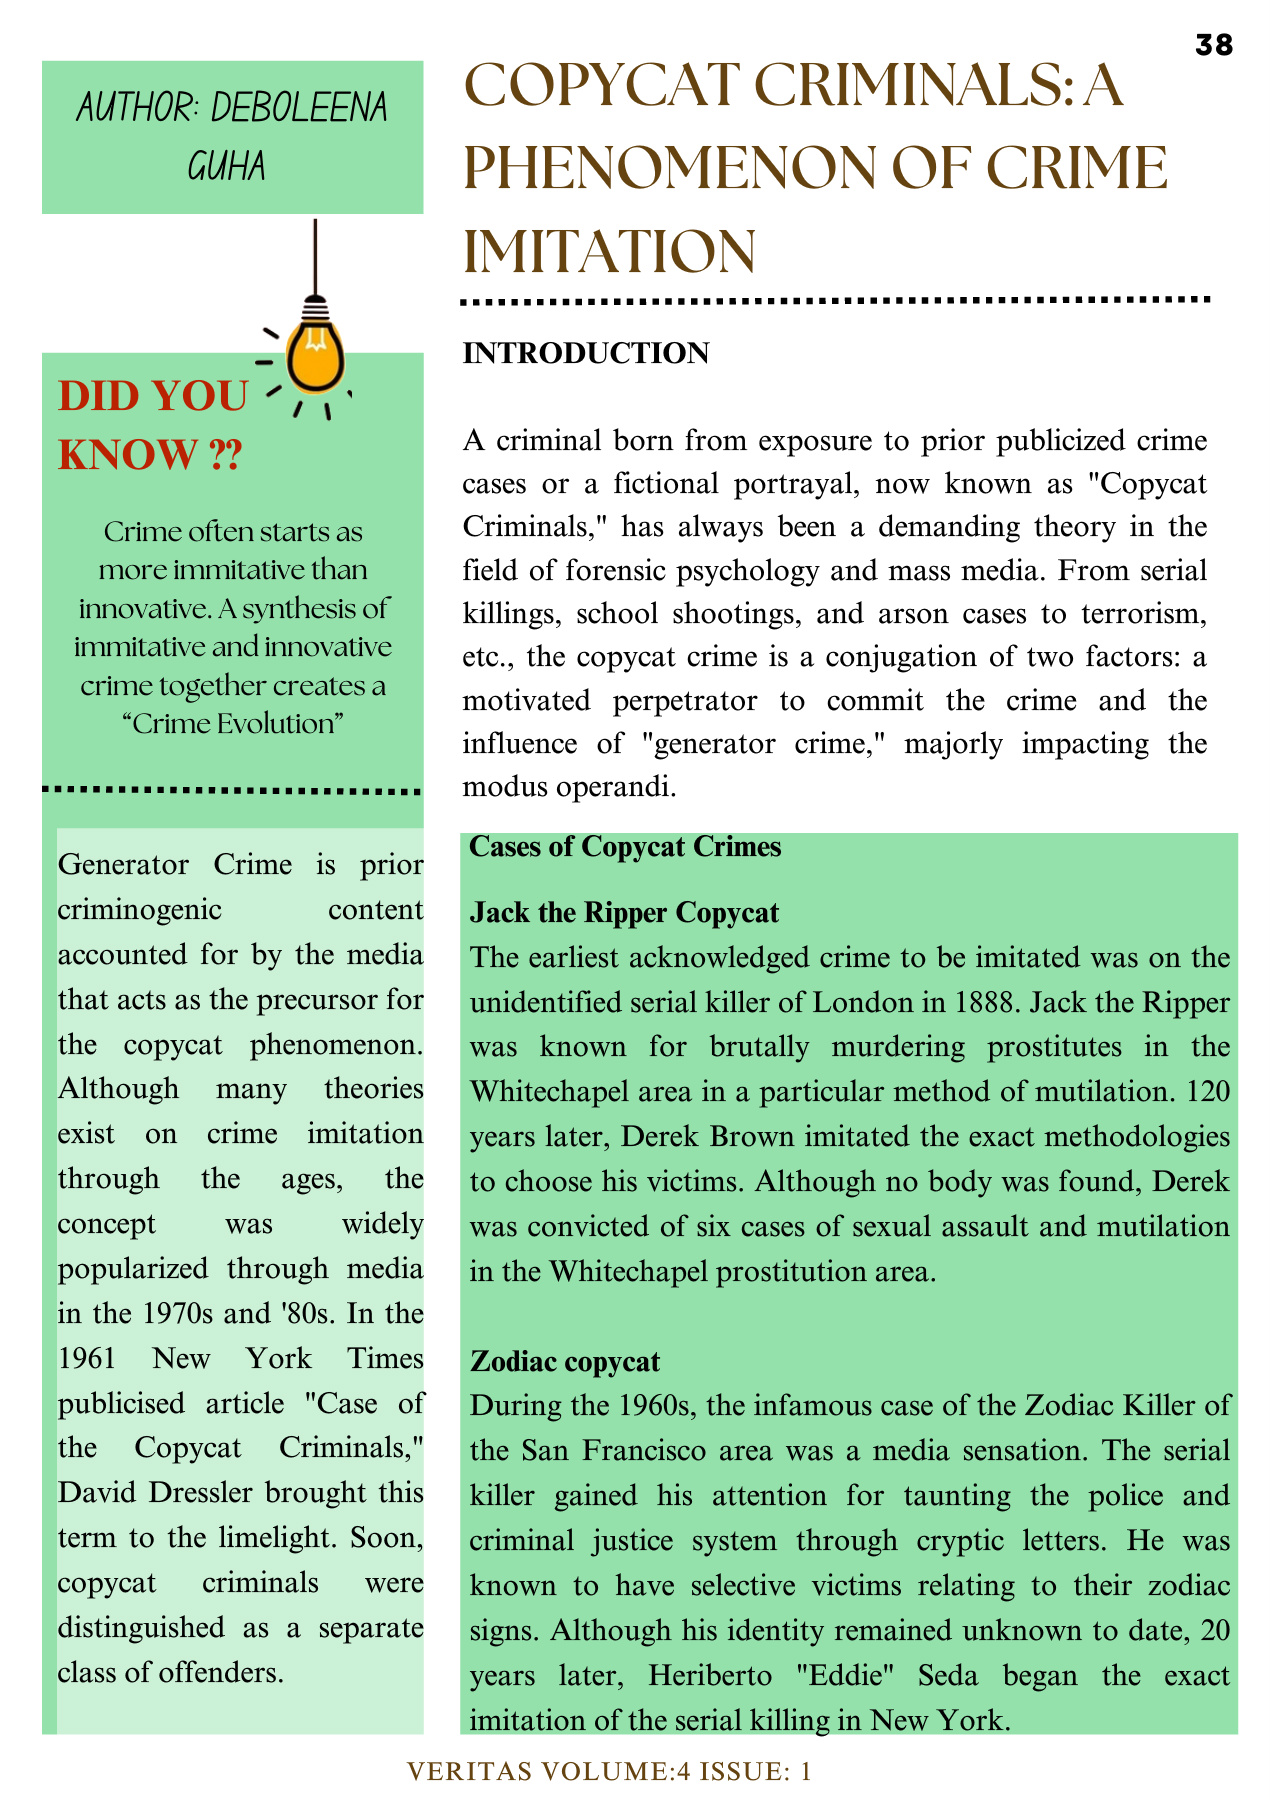 38
AUTHOR: DEBOLEENA
GUHA
COPYCAT CRIMINALS: A
PHENOMENON OF CRIME
IMITATION
DID YOU
KNOW ??
Crime often starts as
more immitative than
innovative. A synthesis of
immitative and innovative
crime together creates a
“Crime Evolution”
Generator Crime is prior
criminogenic content
accounted for by the media
that acts as the precursor for
the copycat phenomenon.
Although many theories
exist on crime imitation
through the ages, the
concept was widely
popularized through media
in the 1970s and '80s. In the
1961 New York Times
publicised article "Case of
the Copycat Criminals,"
David Dressler brought this
term to the limelight. Soon,
copycat criminals were
distinguished as a separate
class of offenders.
INTRODUCTION
A criminal born from exposure to prior publicized crime
cases or a fictional portrayal, now known as "Copycat
Criminals," has always been a demanding theory in the
field of forensic psychology and mass media. From serial
killings, school shootings, and arson cases to terrorism,
etc., the copycat crime is a conjugation of two factors: a
motivated perpetrator to commit the crime and the
influence of "generator crime," majorly impacting the
modus operandi.
Cases of Copycat Crimes
Jack the Ripper Copycat
The earliest acknowledged crime to be imitated was on the
unidentified serial killer of London in 1888. Jack the Ripper
was known for brutally murdering prostitutes in the
Whitechapel area in a particular method of mutilation. 120
years later, Derek Brown imitated the exact methodologies
to choose his victims. Although no body was found, Derek
was convicted of six cases of sexual assault and mutilation
in the Whitechapel prostitution area.
Zodiac copycat
During the 1960s, the infamous case of the Zodiac Killer of
the San Francisco area was a media sensation. The serial
killer gained his attention for taunting the police and
criminal justice system through cryptic letters. He was
known to have selective victims relating to their zodiac
signs. Although his identity remained unknown to date, 20
years later, Heriberto "Eddie" Seda began the exact
imitation of the serial killing in New York.
VERITAS VOLUME:4 ISSUE: 1